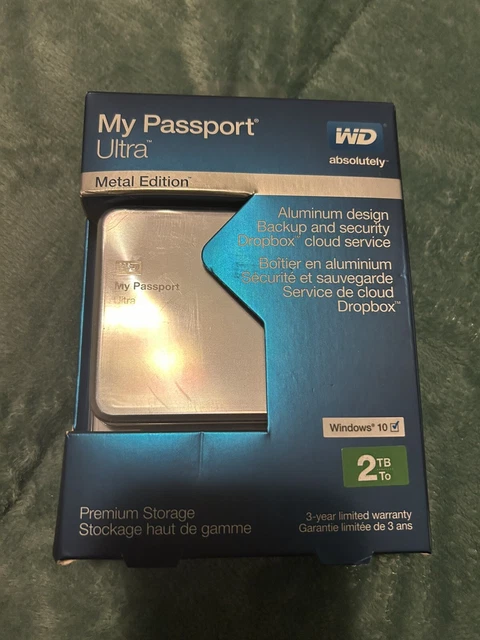 My Passport®
Ultra™
WD
absolutely™
Metal Edition™
Aluminum design
Backup and security
Dropbox™ cloud service
Boîtier en aluminium
Sécurité et sauvegarde
Service de cloud
Dropbox™
WD
My Passport
Ultra
Windows® 10
2 TB
To
Premium Storage
Stockage haut de gamme
3-year limited warranty
Garantie limitée de 3 ans